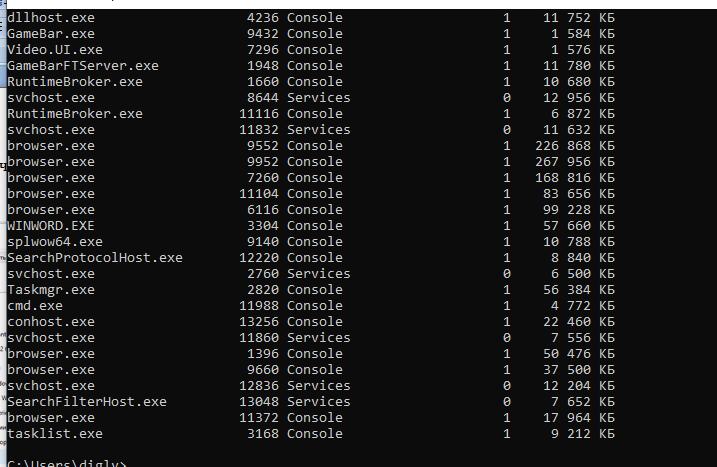 dllhost.exe 4236 Console 1 11 752 КБ
GameBar.exe 9432 Console 1 1 584 КБ
Video.UI.exe 7296 Console 1 1 576 КБ
GameBarFTServer.exe 1948 Console 1 11 780 КБ
RuntimeBroker.exe 1660 Console 1 10 680 КБ
svchost.exe 8644 Services 0 12 956 КБ
RuntimeBroker.exe 11116 Console 1 6 872 КБ
svchost.exe 11832 Services 0 11 632 КБ
browser.exe 9552 Console 1 226 868 КБ
browser.exe 9952 Console 1 267 956 КБ
browser.exe 7260 Console 1 168 816 КБ
browser.exe 11104 Console 1 83 656 КБ
browser.exe 6116 Console 1 99 228 КБ
WINWORD.EXE 3304 Console 1 57 660 КБ
splwow64.exe 9140 Console 1 10 788 КБ
SearchProtocolHost.exe 12220 Console 1 8 840 КБ
svchost.exe 2760 Services 0 6 500 КБ
Taskmgr.exe 2820 Console 1 56 384 КБ
cmd.exe 11988 Console 1 4 772 КБ
conhost.exe 13256 Console 1 22 460 КБ
svchost.exe 11860 Services 0 7 556 КБ
browser.exe 1396 Console 1 50 476 КБ
browser.exe 9660 Console 1 37 500 КБ
svchost.exe 12836 Services 0 12 204 КБ
SearchFilterHost.exe 13048 Services 0 7 652 КБ
browser.exe 11372 Console 1 17 964 КБ
tasklist.exe 3168 Console 1 9 212 КБ
C:\Users\diglv>